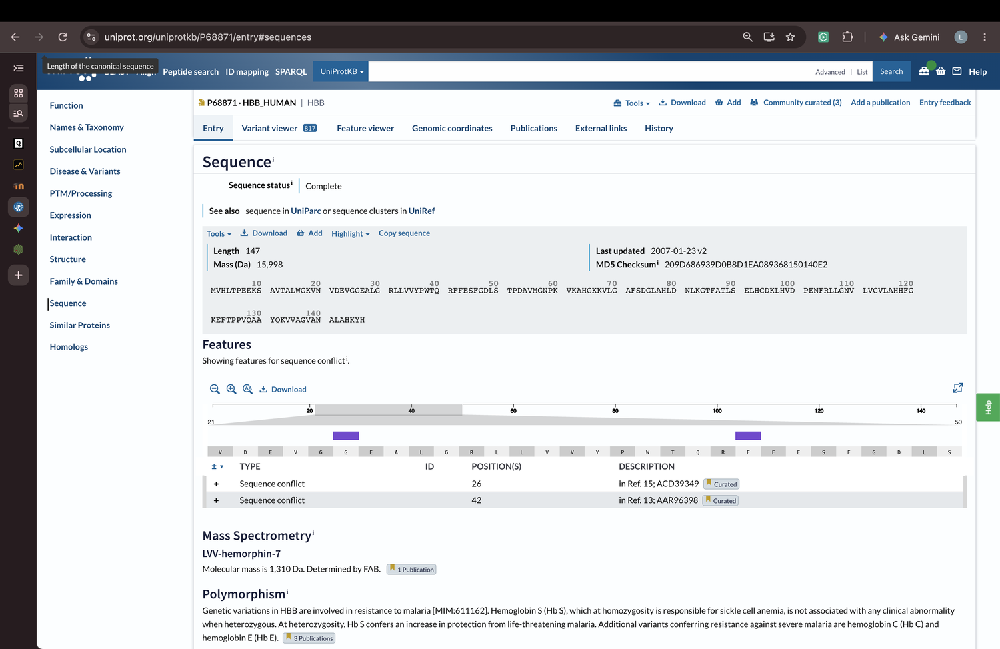 uniprot.org/uniprotkb/P68871/entry#sequences
Ask Gemini
L
Length of the canonical sequence
Peptide search ID mapping SPARQL UniProtKB Advanced | List Search Help
Function
Names & Taxonomy
Subcellular Location
Disease & Variants
PTM/Processing
Expression
Interaction
Structure
Family & Domains
Sequence
Similar Proteins
Homologs
P68871 · HBB_HUMAN | HBB
Tools Download Add Community curated (3) Add a publication Entry feedback
Entry Variant viewer 817 Feature viewer Genomic coordinates Publications External links History
Sequence i
Sequence status i Complete
See also sequence in UniParc or sequence clusters in UniRef
Tools Download Add Highlight Copy sequence
Length 147
Mass (Da) 15,998
Last updated 2007-01-23 v2
MD5 Checksum i 209D686939D0B8D1EA089368150140E2
10 20 30 40 50 60 70 80 90 100 110 120
MVHLTPEEKS AVTALWGKVN VDEVGGEALG RLLVVYPWTQ RFFESFGDLS TPDAVMGNPK VKAHGKKVLG AFSDGLAHLD NLKGTFATLS ELHCDKLHVD PENFRLLGNV LVCVLAHHFG
130 140
KEFTPPVQAA YQKVVAGVAN ALAHKYH
Features
Showing features for sequence conflict i.
AA Download
20 40 60 80 100 120 140
21 50
V D E V G G E A L G R L L V V Y P W T Q R F F E S F G D L S
± TYPE ID POSITION(S) DESCRIPTION
+ Sequence conflict 26 in Ref. 15; ACD39349 Curated
+ Sequence conflict 42 in Ref. 13; AAR96398 Curated
Help
Mass Spectrometry i
LVV-hemorphin-7
Molecular mass is 1,310 Da. Determined by FAB. 1 Publication
Polymorphism i
Genetic variations in HBB are involved in resistance to malaria [MIM:611162]. Hemoglobin S (Hb S), which at homozygosity is responsible for sickle cell anemia, is not associated with any clinical abnormality
when heterozygous. At heterozygosity, Hb S confers an increase in protection from life-threatening malaria. Additional variants conferring resistance against severe malaria are hemoglobin C (Hb C) and
hemoglobin E (Hb E). 3 Publications